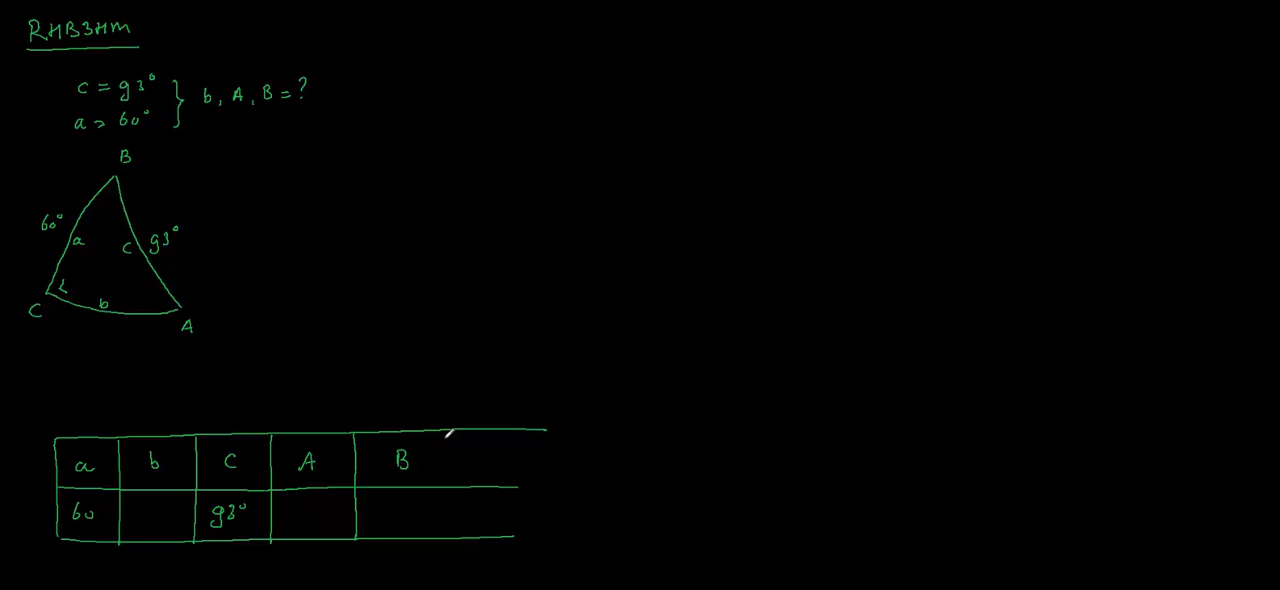 RHB3HM
c = 93°
a = 60°
b, A, B = ?
B
60°
a
c 93°
b
C
A
a b C A B
60 93°